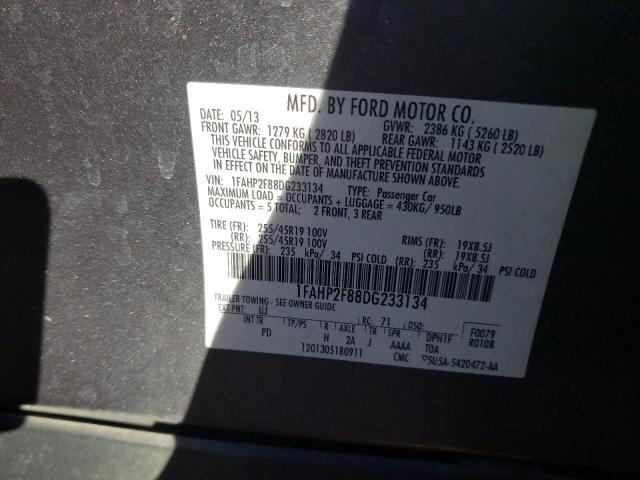 MFD. BY FORD MOTOR CO.
DATE: 05/13 GVWR: 2386 KG ( 5260 LB)
FRONT GAWR: 1279 KG ( 2820 LB) REAR GAWR: 1143 KG ( 2520 LB)
THIS VEHICLE CONFORMS TO ALL APPLICABLE FEDERAL MOTOR
VEHICLE SAFETY, BUMPER, AND THEFT PREVENTION STANDARDS
IN EFFECT ON THE DATE OF MANUFACTURE SHOWN ABOVE.
VIN: 1FAHP2F88DG233134 TYPE: Passenger Car
MAXIMUM LOAD = OCCUPANTS + LUGGAGE = 430KG/ 950LB
OCCUPANTS = 5 TOTAL; 2 FRONT, 3 REAR
TIRE (FR): 255/45R19 100V RIMS (FR): 19X8.5J
(RR): 255/45R19 100V (RR): 19X8.5J
PRESSURE (FR): 235 kPa/ 34 PSI COLD (RR): 235 kPa/ 34 PSI COLD
1FAHP2F88DG233134
TRAILER TOWING - SEE OWNER GUIDE
EXT PNT: UJ RC: 71 DSO: F0079
INT TR TP/PS R AXLE TR SPR DPH1F R0108
PD H 2A J AAAA TOA
1201305180911 CMC 5U5A-5420472-AA